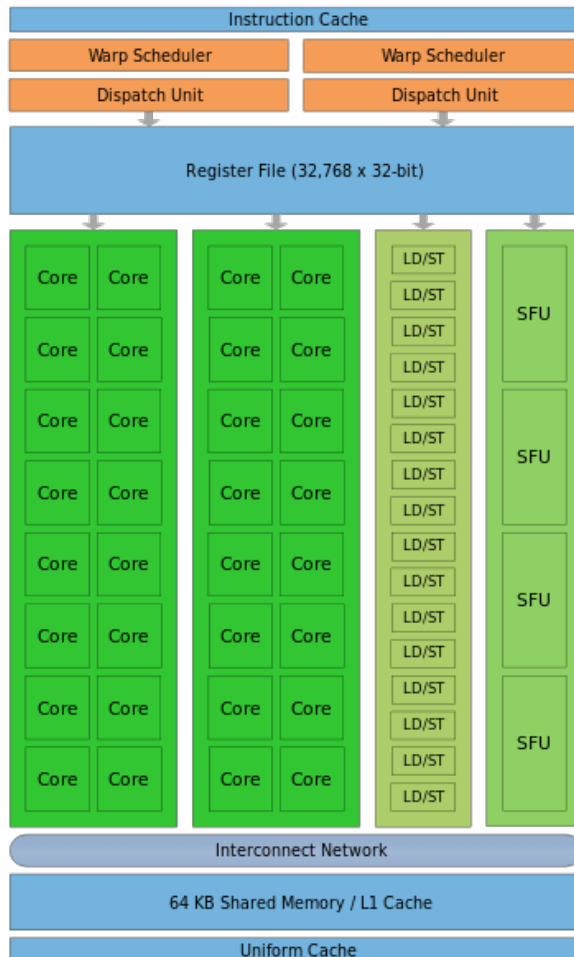 Instruction Cache
Warp Scheduler Warp Scheduler
Dispatch Unit Dispatch Unit
Register File (32,768 x 32-bit)
Core Core Core Core LD/ST
LD/ST
SFU
Core Core Core Core LD/ST
LD/ST
Core Core Core Core LD/ST
LD/ST
SFU
Core Core Core Core LD/ST
LD/ST
Core Core Core Core LD/ST
LD/ST
SFU
Core Core Core Core LD/ST
LD/ST
Core Core Core Core LD/ST
LD/ST
SFU
Core Core Core Core LD/ST
LD/ST
Interconnect Network
64 KB Shared Memory / L1 Cache
Uniform Cache